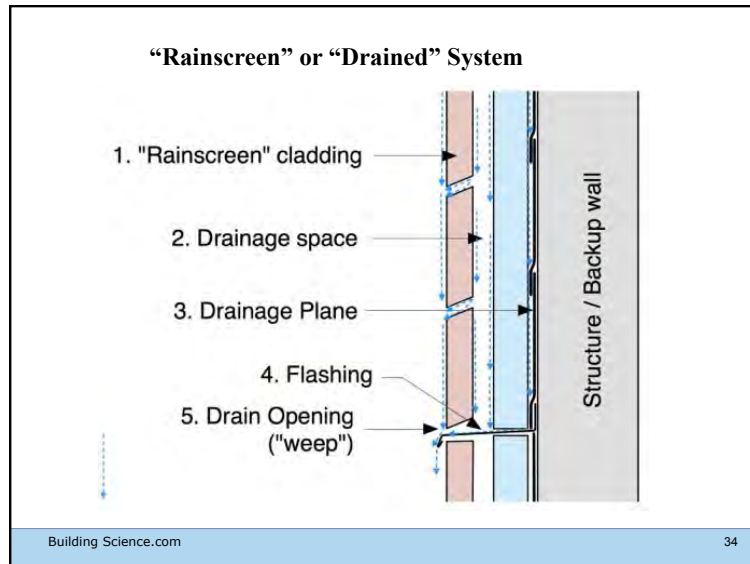 “Rainscreen” or “Drained” System
1. "Rainscreen" cladding
2. Drainage space
3. Drainage Plane
4. Flashing
5. Drain Opening
("weep")
Structure / Backup wall
Building Science.com
34